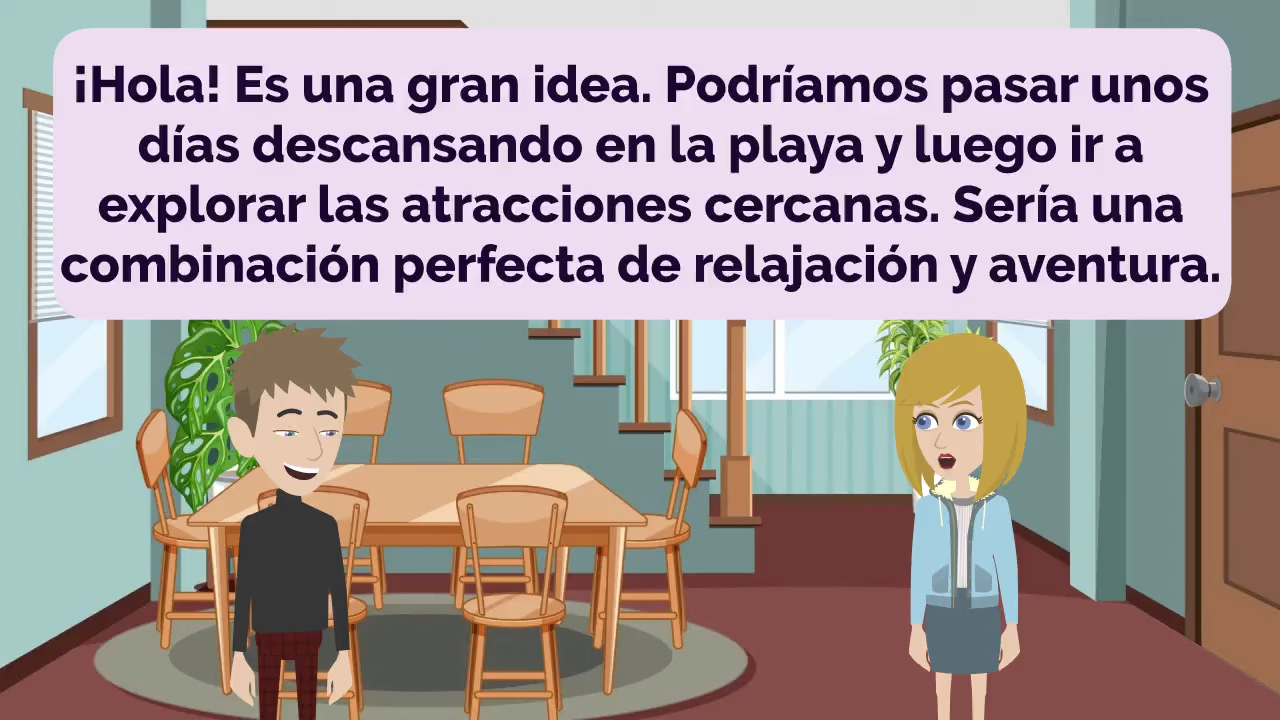 ¡Hola! Es una gran idea. Podríamos pasar unos
días descansando en la playa y luego ir a
explorar las atracciones cercanas. Sería una
combinación perfecta de relajación y aventura.